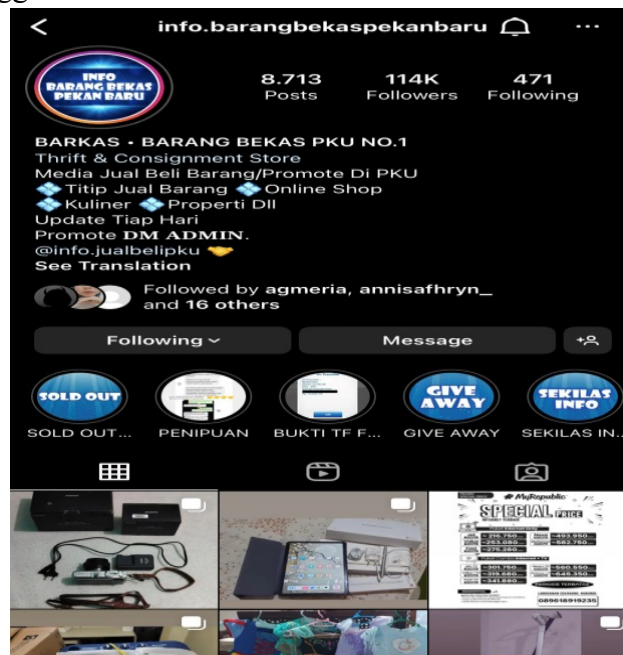 info.barangbekaspekanbaru
INFO
BARANG BEKAS
PEKAN BARU
8.713 114K 471
Posts Followers Following
BARKAS • BARANG BEKAS PKU NO.1
Thrift & Consignment Store
Media Jual Beli Barang/Promote Di PKU
💠Titip Jual Barang 💠Online Shop
💠Kuliner 💠Properti Dll
Update Tiap Hari
Promote 𝐃𝐌 𝐀𝐃𝐌𝐈𝐍.
@info.jualbelipku 🤝
See Translation
Followed by agmeria, annisafhryn_
and 16 others
Following Message
SOLD OUT
GIVE
AWAY
SEKILAS
INFO
SOLD OUT... PENIPUAN BUKTI TF F... GIVE AWAY SEKILAS IN...
MyRepublic
SPECIAL PRICE
089618919235